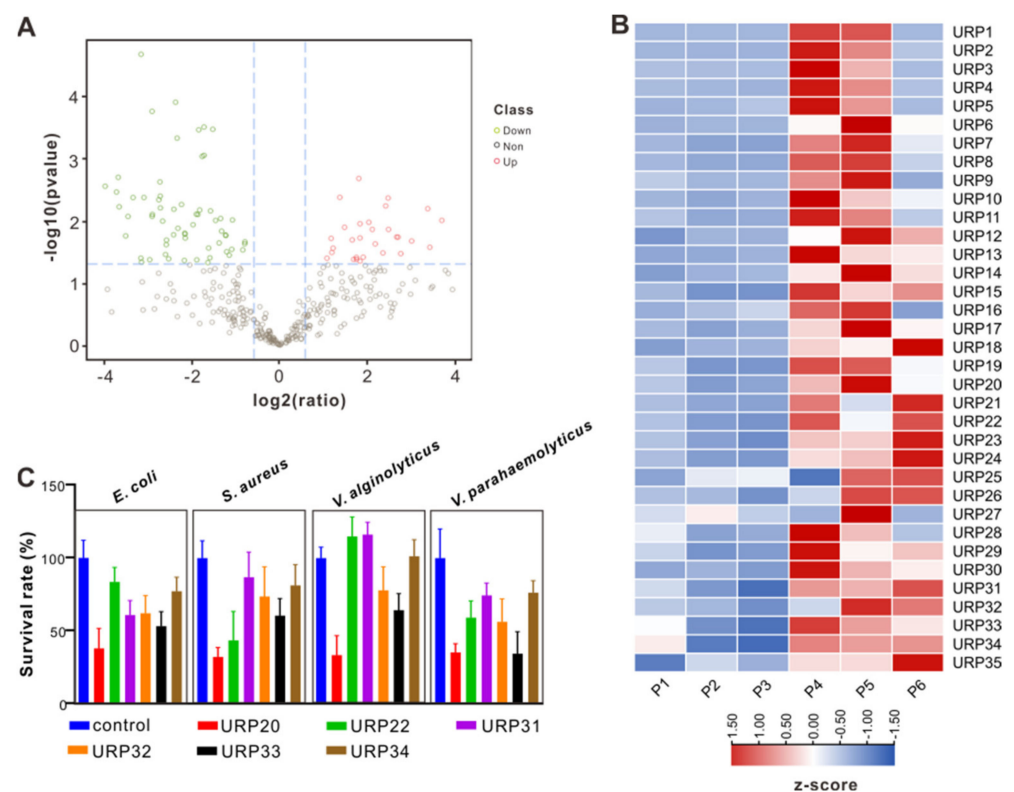 A
-log10(pvalue)
4
3
2
1
0
-4
-2
0
2
4
log2(ratio)
Class
Down
Non
Up
B
URP1
URP2
URP3
URP4
URP5
URP6
URP7
URP8
URP9
URP10
URP11
URP12
URP13
URP14
URP15
URP16
URP17
URP18
URP19
URP20
URP21
URP22
URP23
URP24
URP25
URP26
URP27
URP28
URP29
URP30
URP31
URP32
URP33
URP34
URP35
P1 P2 P3 P4 P5 P6
1.50 1.00 0.50 0.00 -0.50 -1.00 -1.50
z-score
C
Survival rate (%)
150
100
50
0
E. coli
S. aureus
V. alginolyticus
V. parahaemolyticus
control URP20 URP22 URP31
URP32 URP33 URP34